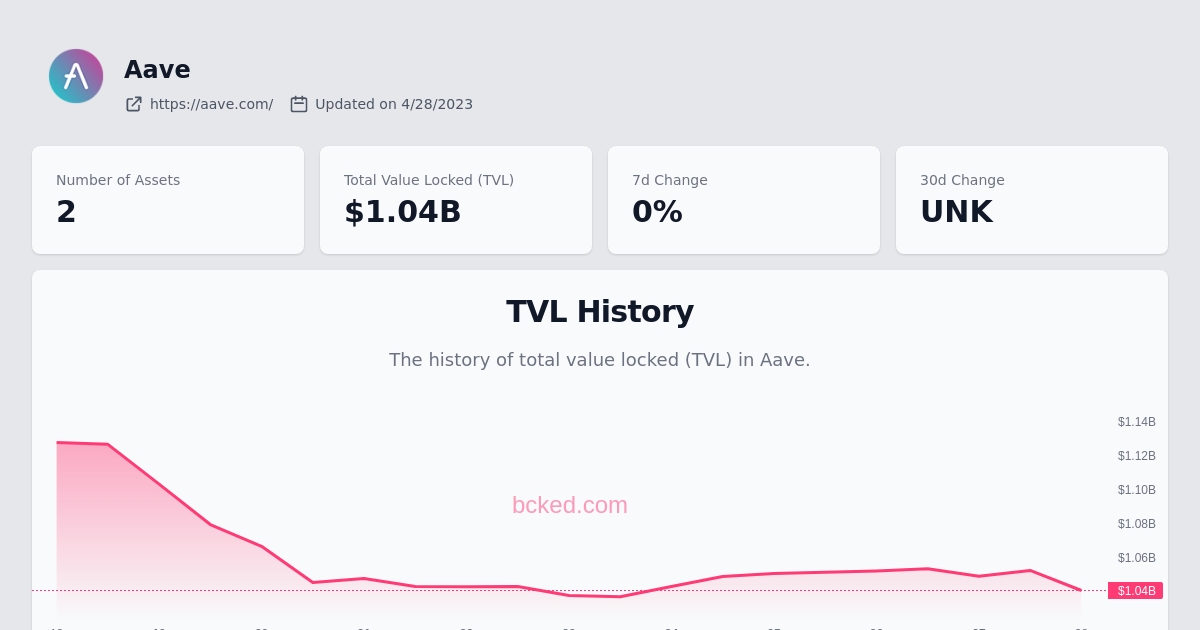 Aave
https://aave.com/ Updated on 4/28/2023
Number of Assets
2
Total Value Locked (TVL)
$1.04B
7d Change
0%
30d Change
UNK
TVL History
The history of total value locked (TVL) in Aave.
$1.14B
$1.12B
$1.10B
bcked.com
$1.08B
$1.06B
$1.04B